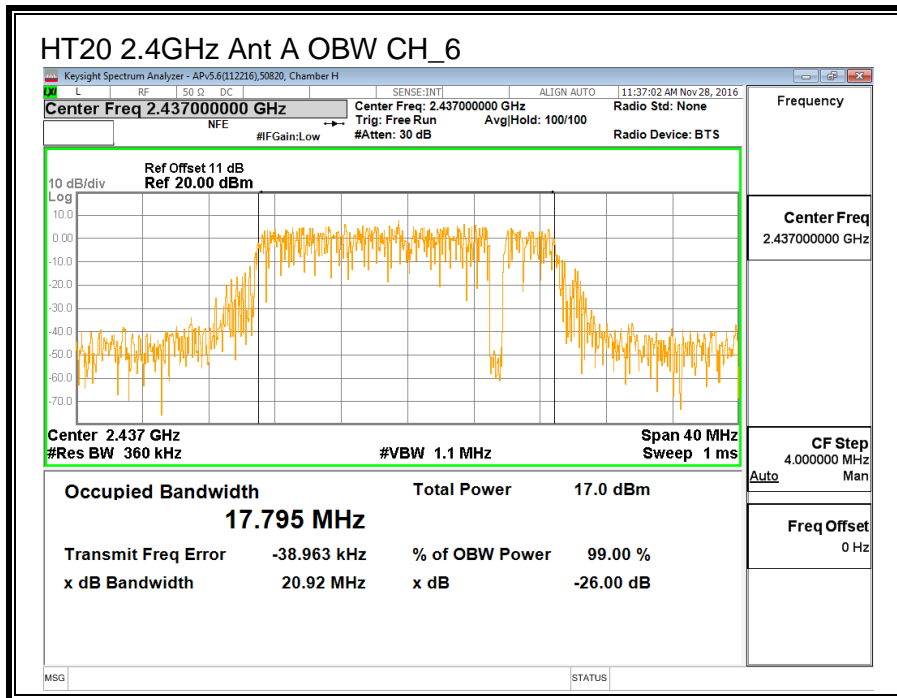 HT20 2.4GHz Ant A OBW CH_6
Keysight Spectrum Analyzer - APv5.6(112216),50820, Chamber H
LXI L RF 50 Ω DC SENSE:INT ALIGN AUTO 11:37:02 AM Nov 28, 2016
Center Freq 2.437000000 GHz
NFE
#IFGain:Low
Center Freq: 2.437000000 GHz
Trig: Free Run Avg|Hold: 100/100
#Atten: 30 dB
Radio Std: None
Radio Device: BTS
Ref Offset 11 dB
10 dB/div Ref 20.00 dBm
Log
10.0
0.00
-10.0
-20.0
-30.0
-40.0
-50.0
-60.0
-70.0
Center 2.437 GHz Span 40 MHz
#Res BW 360 kHz #VBW 1.1 MHz Sweep 1 ms
Occupied Bandwidth Total Power 17.0 dBm
17.795 MHz
Transmit Freq Error -38.963 kHz % of OBW Power 99.00 %
x dB Bandwidth 20.92 MHz x dB -26.00 dB
Frequency
Center Freq
2.437000000 GHz
CF Step
4.000000 MHz
Auto Man
Freq Offset
0 Hz
MSG STATUS